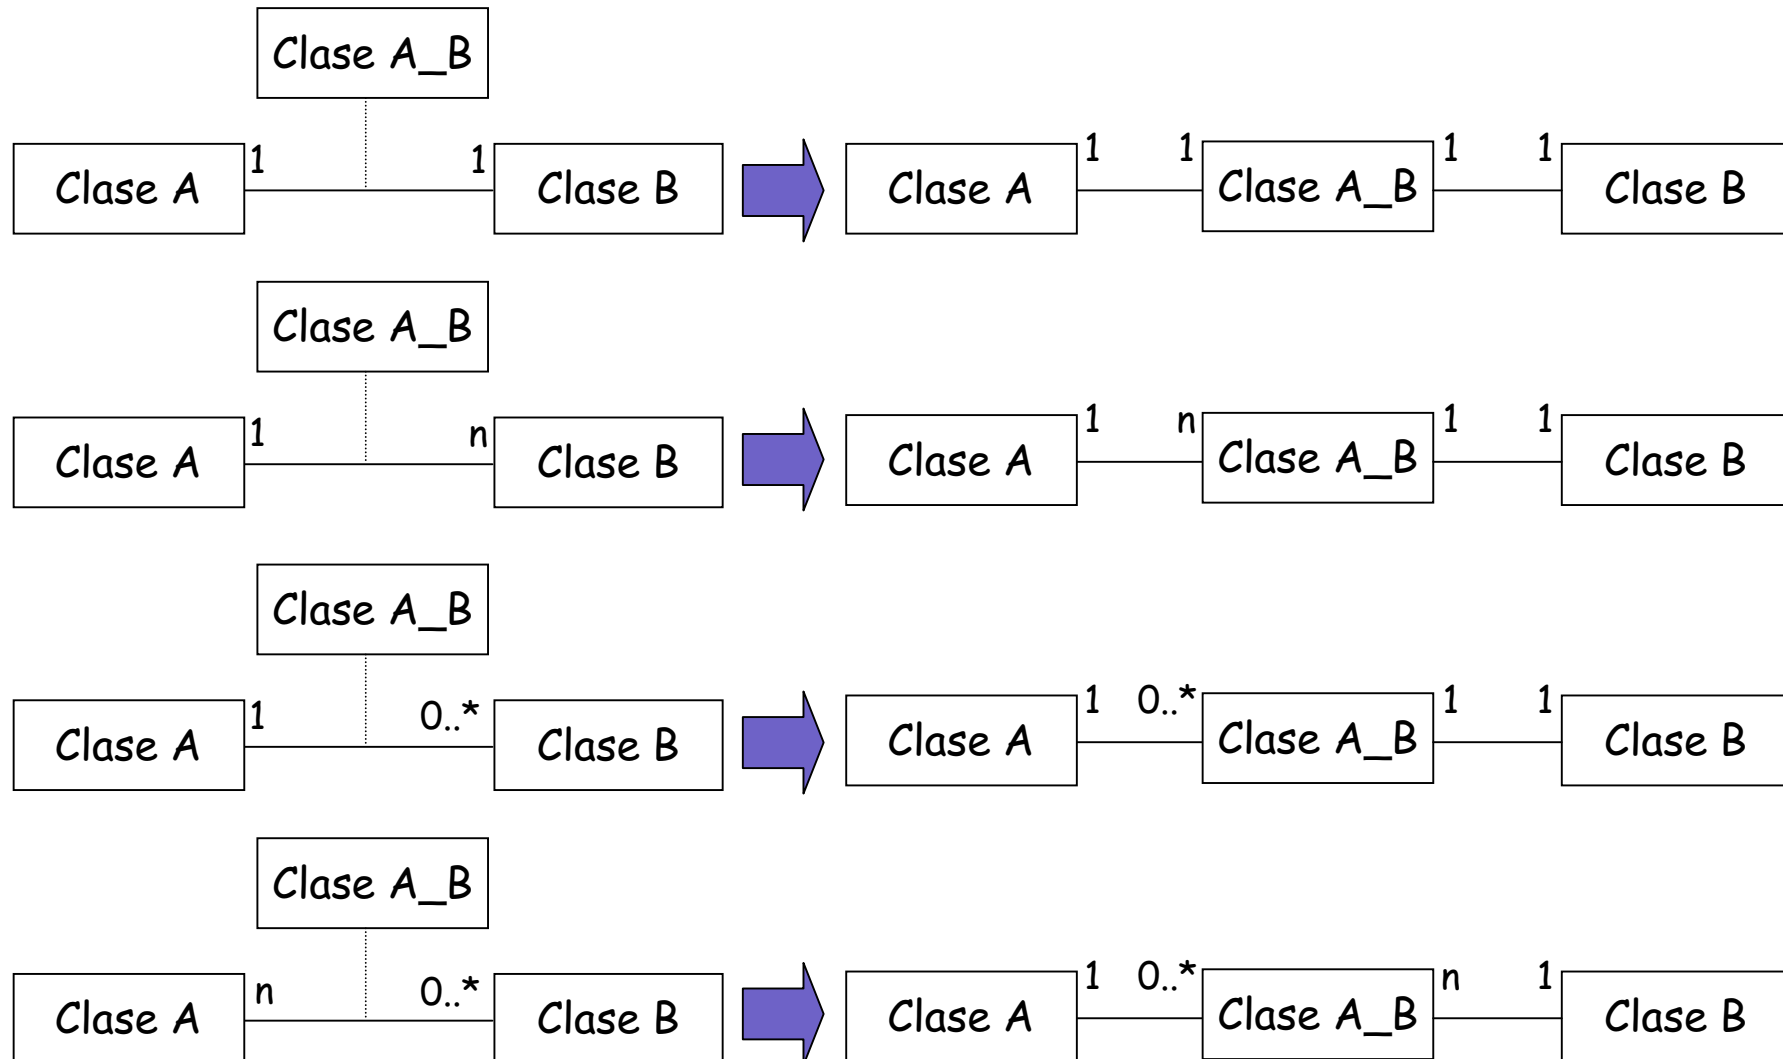 Clase A_B
Clase A 1 1 Clase B Clase A 1 1 Clase A_B 1 1 Clase B
Clase A_B
Clase A 1 n Clase B Clase A 1 n Clase A_B 1 1 Clase B
Clase A_B
Clase A 1 0..* Clase B Clase A 1 0..* Clase A_B 1 1 Clase B
Clase A_B
Clase A n 0..* Clase B Clase A 1 0..* Clase A_B n 1 Clase B